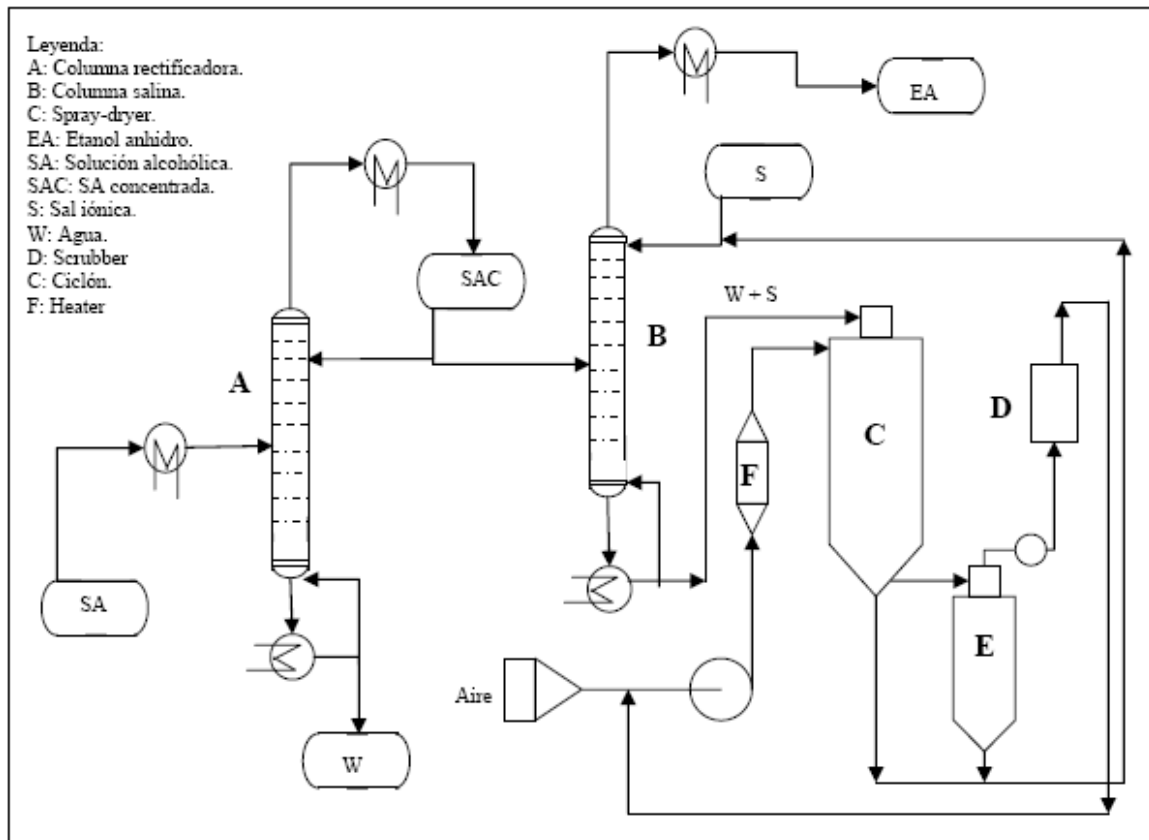 Leyenda:
A: Columna rectificadora.
B: Columna salina.
C: Spray-dryer.
EA: Etanol anhidro.
SA: Solución alcohólica.
SAC: SA concentrada.
S: Sal iónica.
W: Agua.
D: Scrubber
C: Ciclón.
F: Heater
EA
S
SAC
W + S
B
A
D
C
F
SA
E
Aire
W